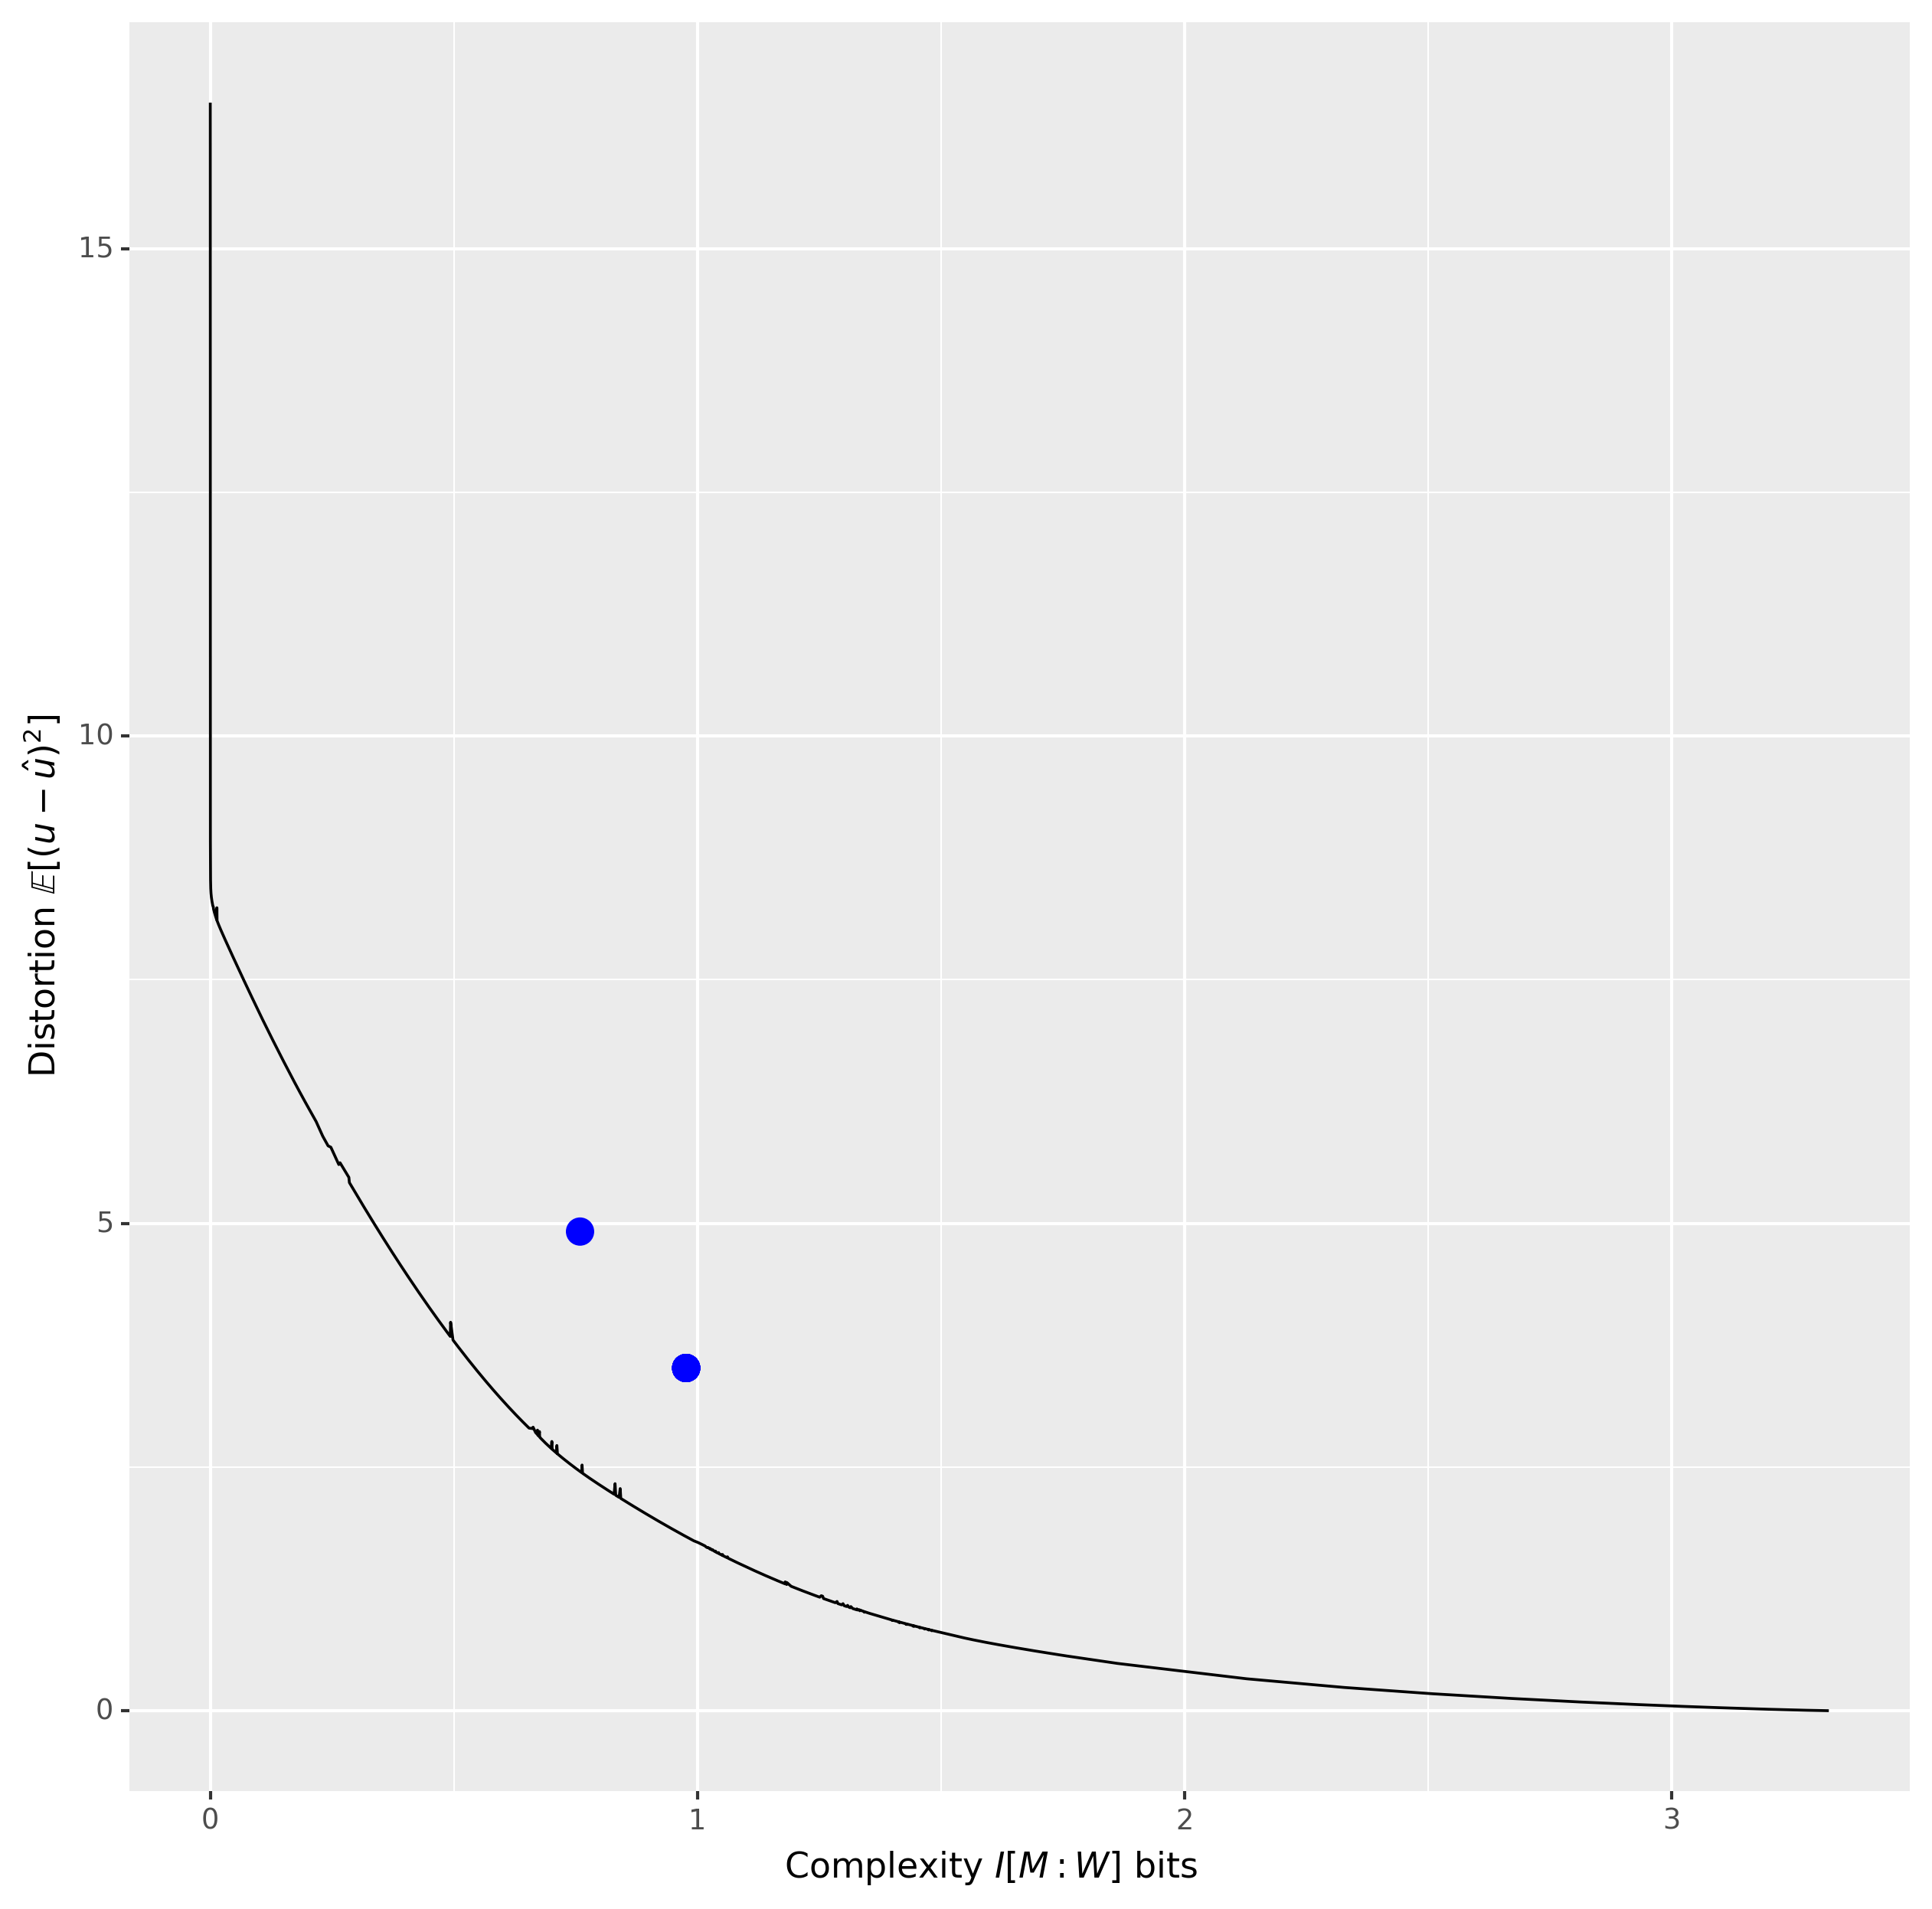 15
10
5
0
0 1 2 3
Complexity I[M : W] bits
Distortion 𝔼[(u − û)²]